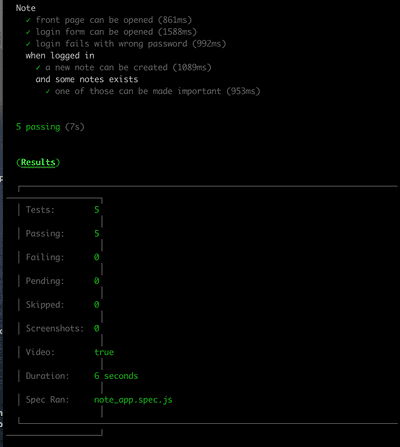 Note
✓ front page can be opened (861ms)
✓ login form can be opened (1588ms)
✓ login fails with wrong password (992ms)
when logged in
✓ a new note can be created (1089ms)
and some notes exists
✓ one of those can be made important (953ms)
5 passing (7s)
(Results)
Tests: 5
Passing: 5
Failing: 0
Pending: 0
Skipped: 0
Screenshots: 0
Video: true
Duration: 6 seconds
Spec Ran: note_app.spec.js